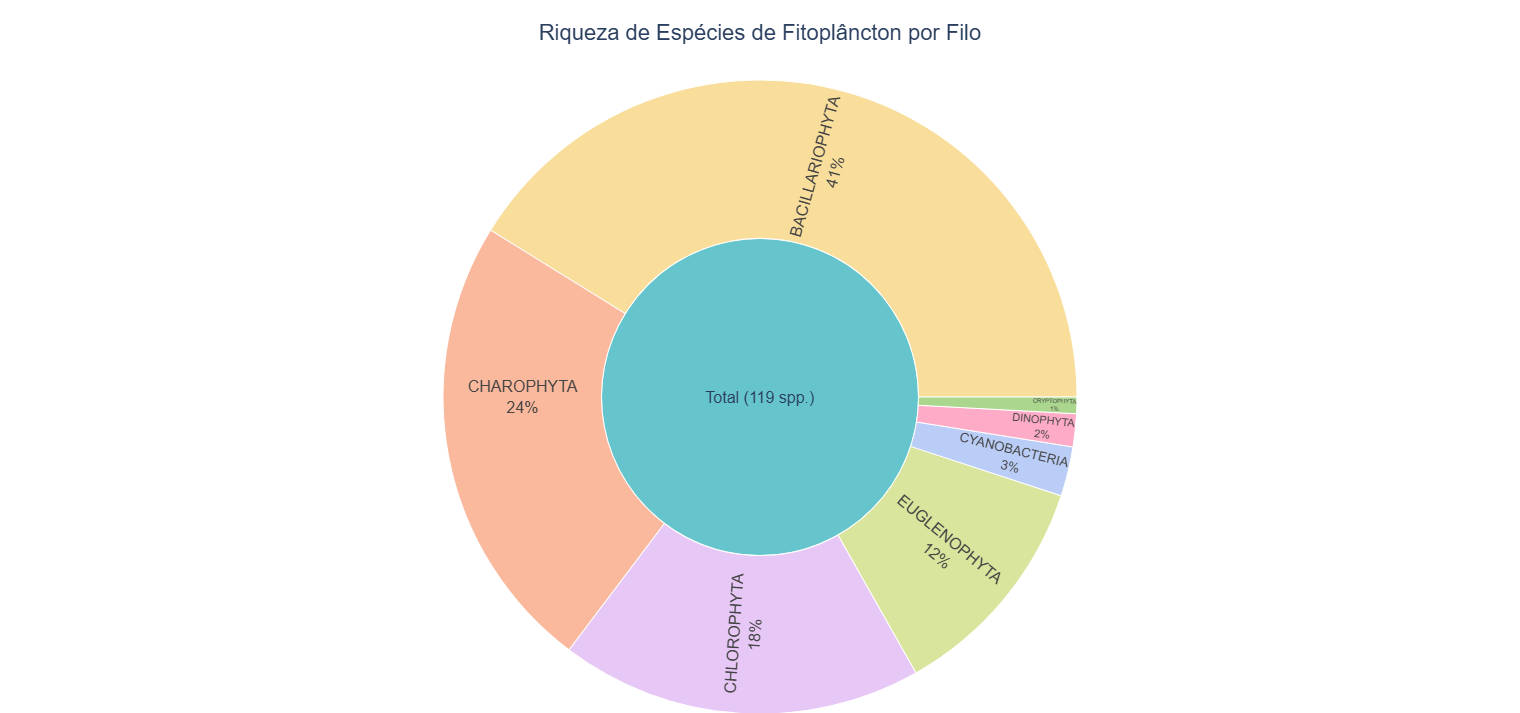 Riqueza de Espécies de Fitoplâncton por Filo
BACILLARIOPHYTA
41%
CHAROPHYTA
24%
Total (119 spp.)
CRYPTOPHYTA
1%
DINOPHYTA
2%
CYANOBACTERIA
3%
EUGLENOPHYTA
12%
CHLOROPHYTA
18%